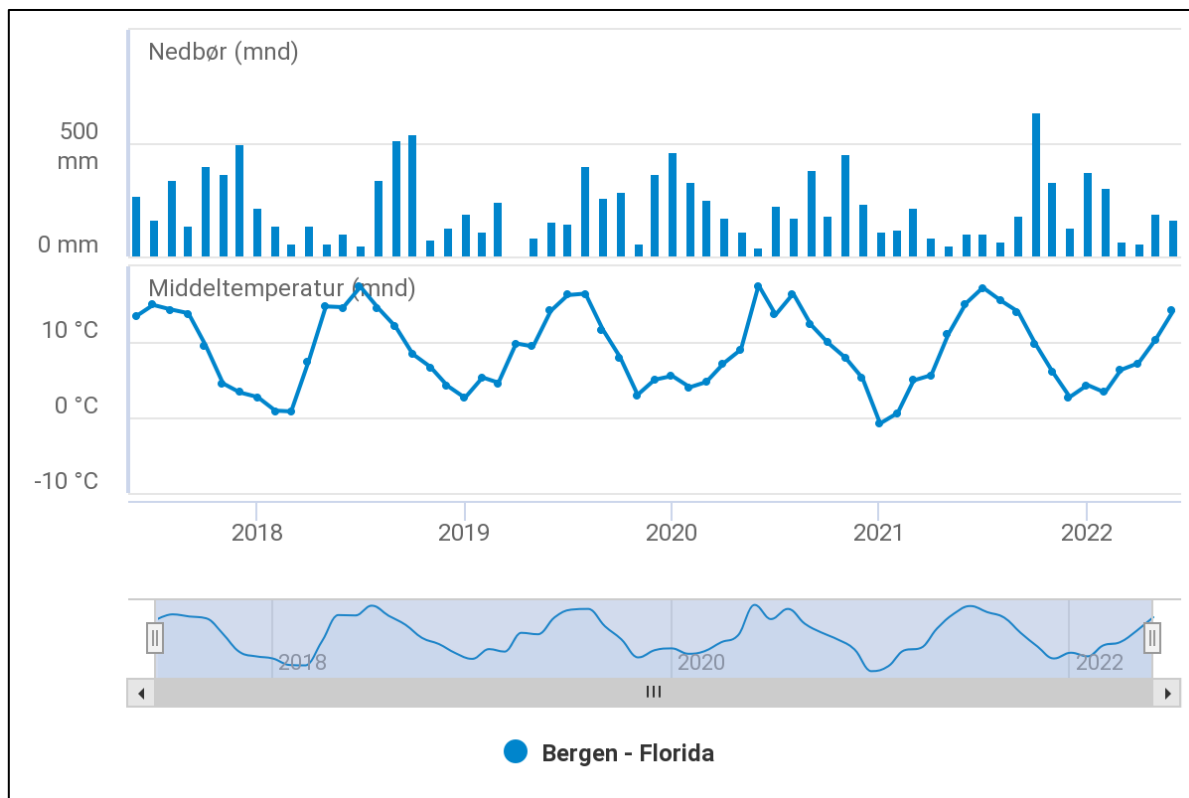 Nedbør (mnd)
500
mm
0 mm
Middeltemperatur (mnd)
10 °C
0 °C
-10 °C
2018 2019 2020 2021 2022
2018 2020 2022
Bergen - Florida